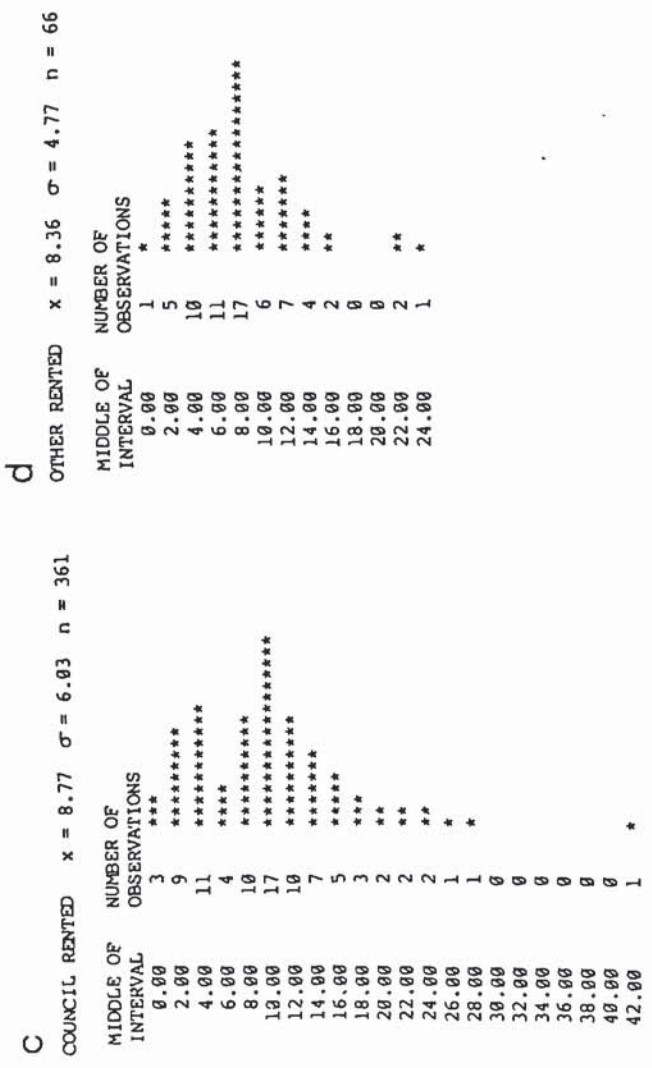 c
COUNCIL RENTED x = 8.77 σ = 6.03 n = 361
MIDDLE OF NUMBER OF
INTERVAL OBSERVATIONS
0.00 3 ***
2.00 9 *********
4.00 11 ***********
6.00 4 ****
8.00 10 **********
10.00 17 *****************
12.00 10 **********
14.00 7 *******
16.00 5 *****
18.00 3 ***
20.00 2 **
22.00 2 **
24.00 2 **
26.00 1 *
28.00 1 *
30.00 0
32.00 0
34.00 0
36.00 0
38.00 0
40.00 0
42.00 1 *
d
OTHER RENTED x = 8.36 σ = 4.77 n = 66
MIDDLE OF NUMBER OF
INTERVAL OBSERVATIONS
0.00 1 *
2.00 5 *****
4.00 10 **********
6.00 11 ***********
8.00 17 *****************
10.00 6 ******
12.00 7 *******
14.00 4 ****
16.00 2 **
18.00 0
20.00 0
22.00 2 **
24.00 1 *